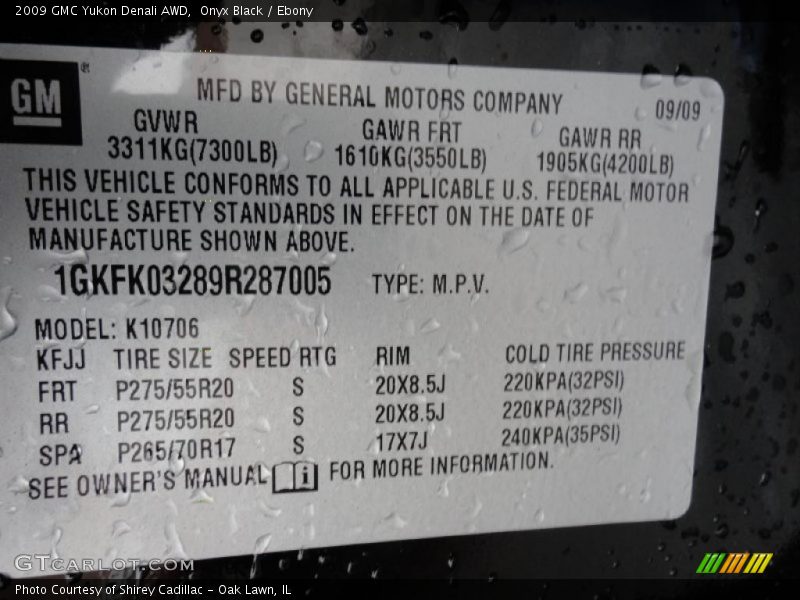 2009 GMC Yukon Denali AWD,  Onyx Black / Ebony
GM
MFD BY GENERAL MOTORS COMPANY 09/09
GVWR GAWR FRT GAWR RR
3311KG(7300LB) 1610KG(3550LB) 1905KG(4200LB)
THIS VEHICLE CONFORMS TO ALL APPLICABLE U.S. FEDERAL MOTOR
VEHICLE SAFETY STANDARDS IN EFFECT ON THE DATE OF
MANUFACTURE SHOWN ABOVE.
1GKFK03289R287005 TYPE: M.P.V.
MODEL: K10706
KFJJ TIRE SIZE SPEED RTG RIM COLD TIRE PRESSURE
FRT P275/55R20 S 20X8.5J 220KPA(32PSI)
RR P275/55R20 S 20X8.5J 220KPA(32PSI)
SPA P265/70R17 S 17X7J 240KPA(35PSI)
SEE OWNER'S MANUAL i FOR MORE INFORMATION.
GTCARLOT.COM
Photo Courtesy of Shirey Cadillac - Oak Lawn, IL